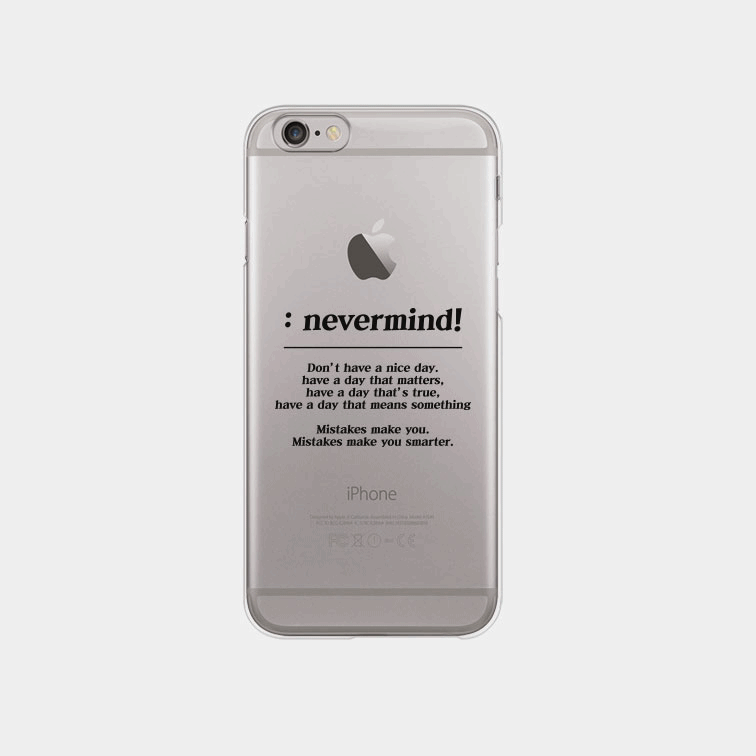 : nevermind!
Don't have a nice day.
have a day that matters,
have a day that's true,
have a day that means something
Mistakes make you.
Mistakes make you smarter.
iPhone